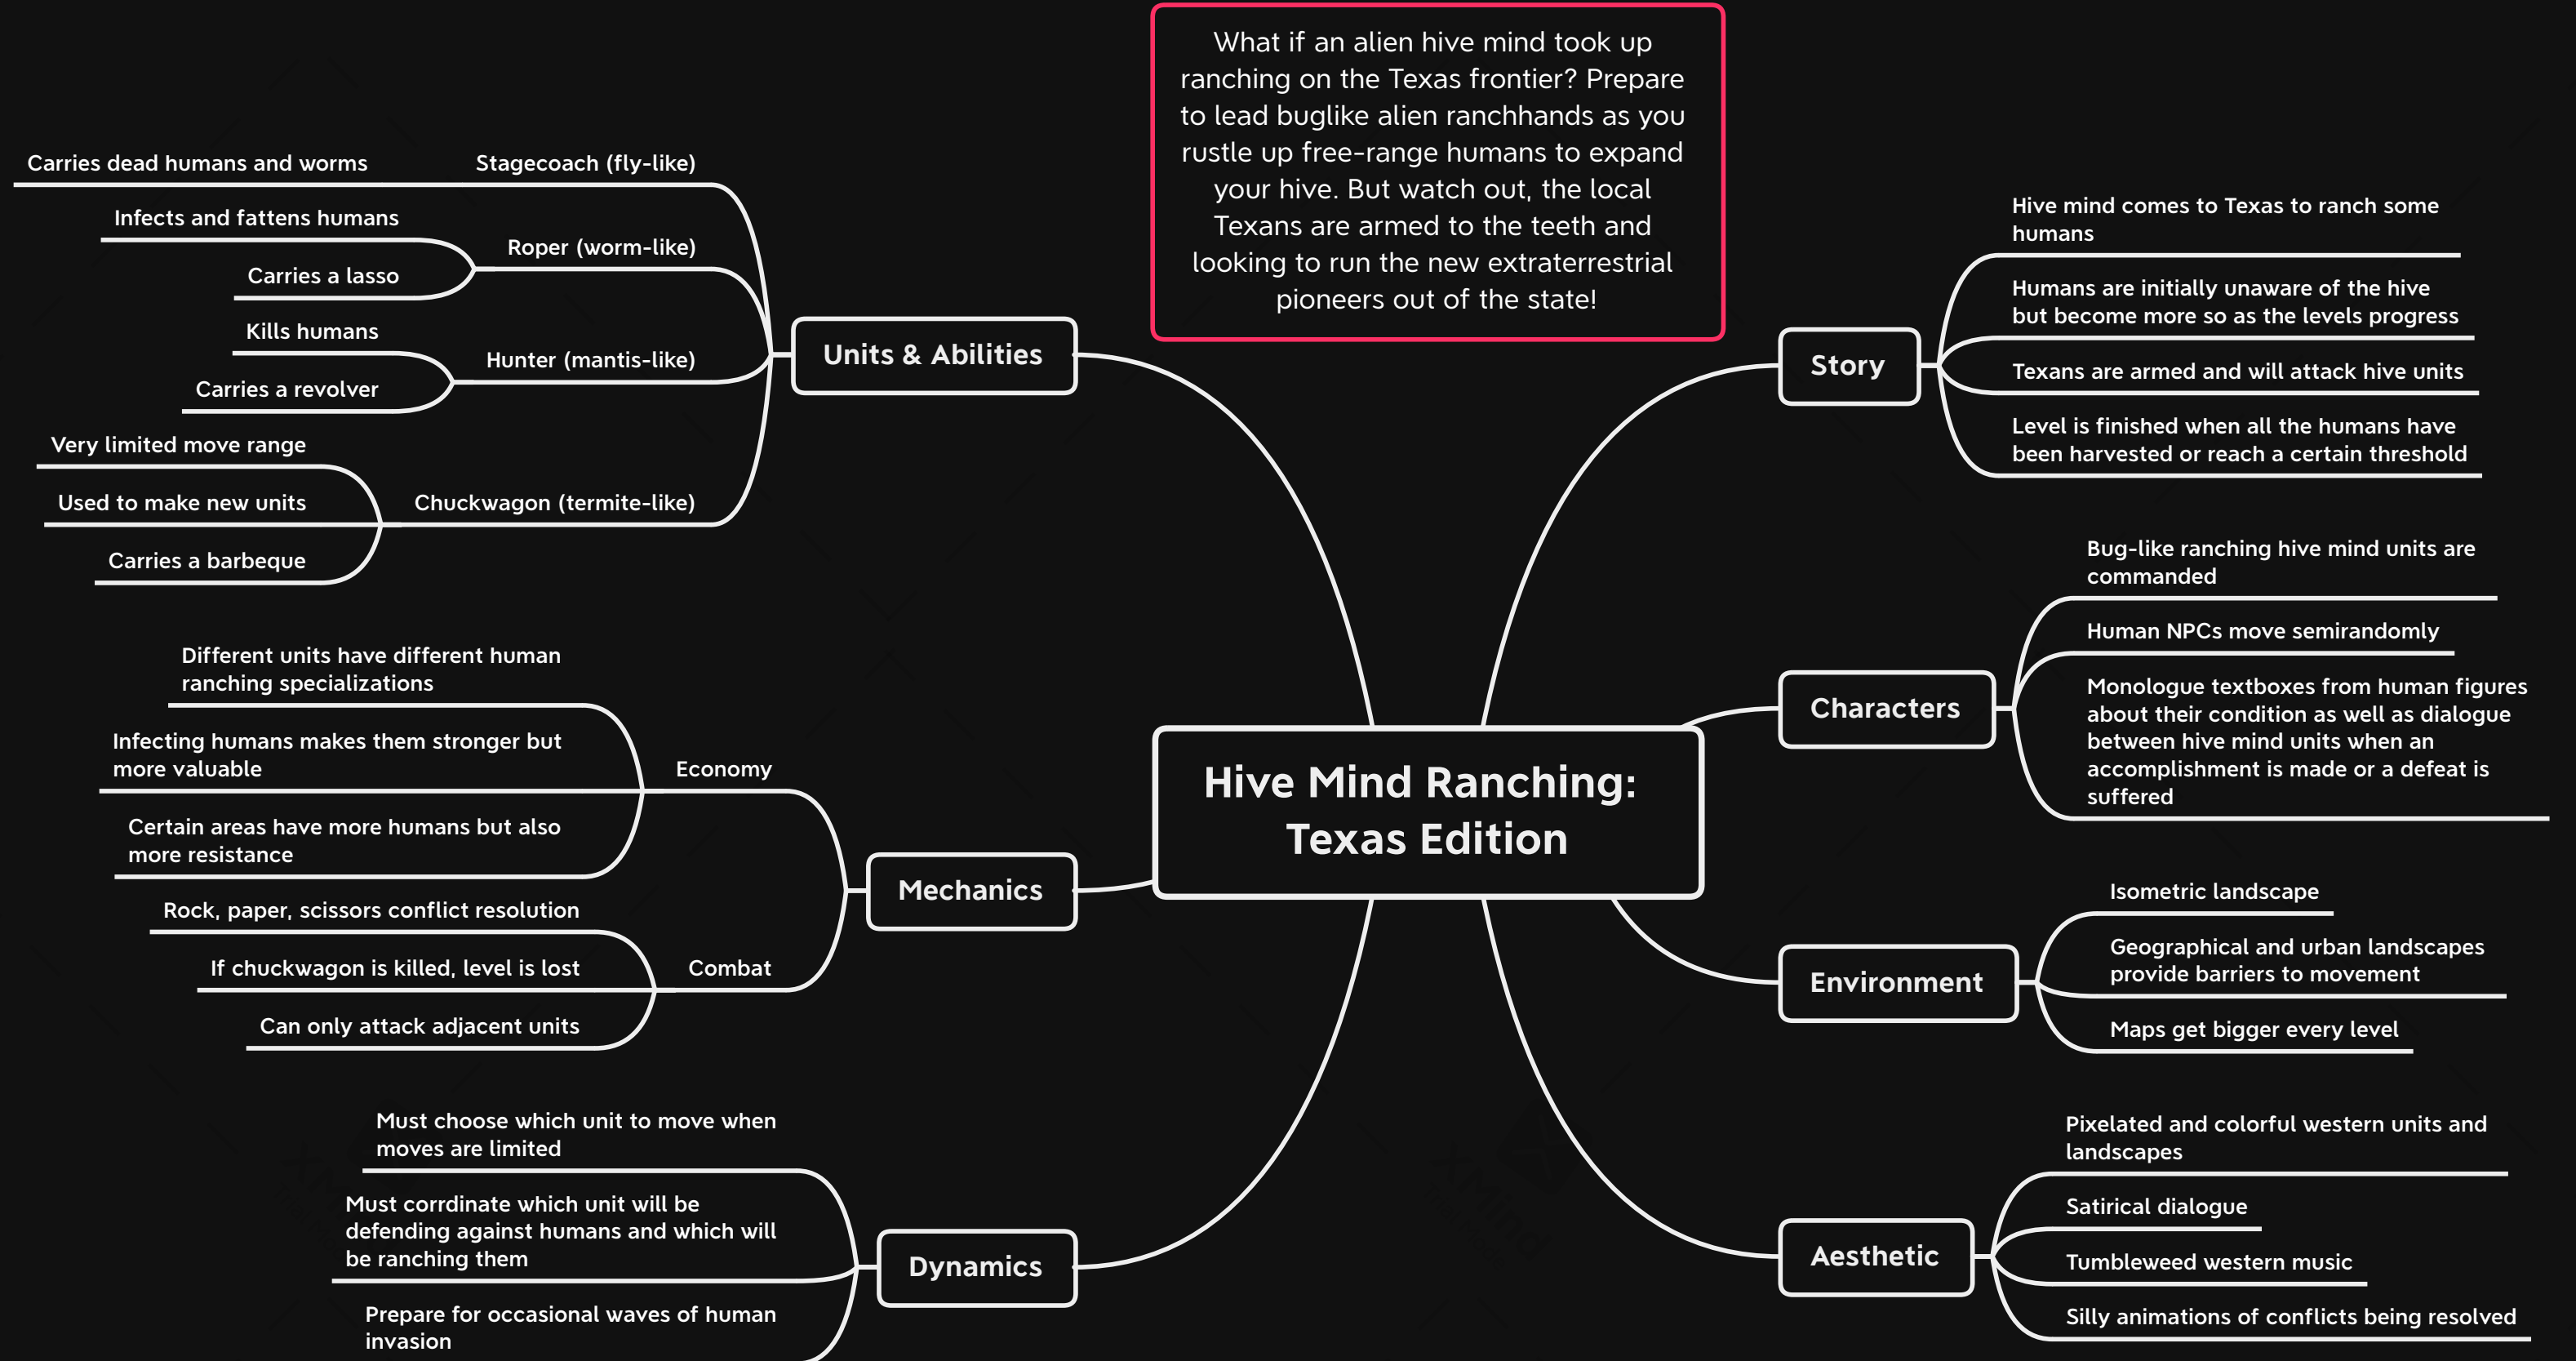 What if an alien hive mind took up
ranching on the Texas frontier? Prepare
to lead buglike alien ranchhands as you
rustle up free-range humans to expand
your hive. But watch out, the local
Texans are armed to the teeth and
looking to run the new extraterrestrial
pioneers out of the state!
Hive Mind Ranching:
Texas Edition
Units & Abilities
Stagecoach (fly-like)
Carries dead humans and worms
Roper (worm-like)
Infects and fattens humans
Carries a lasso
Hunter (mantis-like)
Kills humans
Carries a revolver
Chuckwagon (termite-like)
Very limited move range
Used to make new units
Carries a barbeque
Mechanics
Economy
Different units have different human
ranching specializations
Infecting humans makes them stronger but
more valuable
Certain areas have more humans but also
more resistance
Combat
Rock, paper, scissors conflict resolution
If chuckwagon is killed, level is lost
Can only attack adjacent units
Dynamics
Must choose which unit to move when
moves are limited
Must corrdinate which unit will be
defending against humans and which will
be ranching them
Prepare for occasional waves of human
invasion
Story
Hive mind comes to Texas to ranch some
humans
Humans are initially unaware of the hive
but become more so as the levels progress
Texans are armed and will attack hive units
Level is finished when all the humans have
been harvested or reach a certain threshold
Characters
Bug-like ranching hive mind units are
commanded
Human NPCs move semirandomly
Monologue textboxes from human figures
about their condition as well as dialogue
between hive mind units when an
accomplishment is made or a defeat is
suffered
Environment
Isometric landscape
Geographical and urban landscapes
provide barriers to movement
Maps get bigger every level
Aesthetic
Pixelated and colorful western units and
landscapes
Satirical dialogue
Tumbleweed western music
Silly animations of conflicts being resolved
XMind